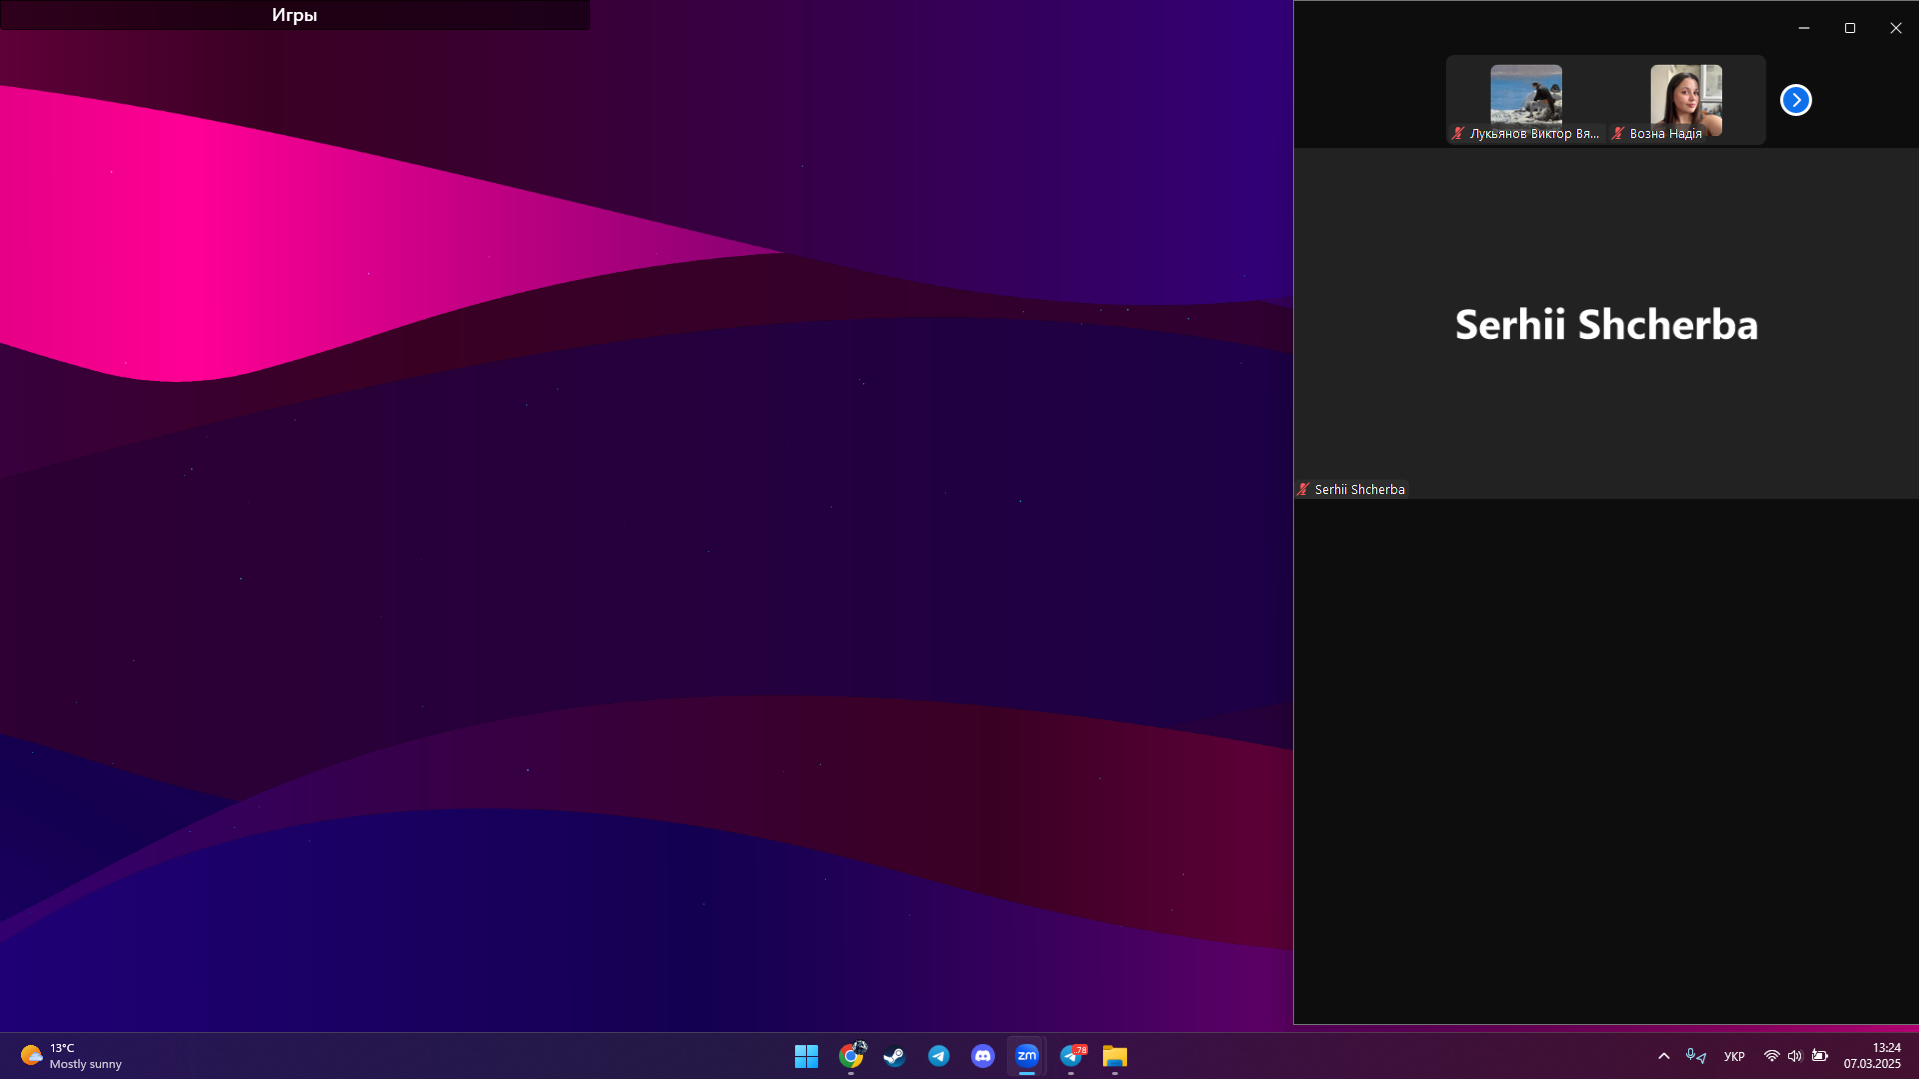 Игры
Лукьянов Виктор Вя...
Возна Надія
Serhii Shcherba
Serhii Shcherba
13°C
Mostly sunny
zm
78
УКР
13:24
07.03.2025